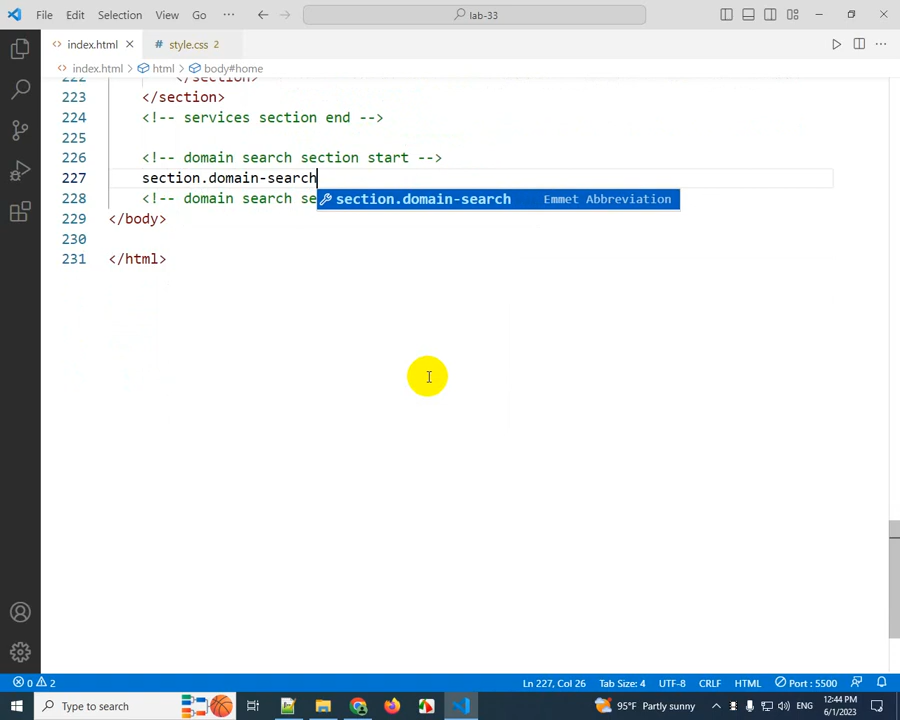 File Edit Selection View Go ··· lab-33
index.html style.css 2
index.html > html > body#home
222 </section>
223 </section>
224 <!-- services section end -->
225
226 <!-- domain search section start -->
227 section.domain-search
section.domain-search Emmet Abbreviation
228 <!-- domain search se
229 </body>
230
231 </html>
0 2 Ln 227, Col 26 Tab Size: 4 UTF-8 CRLF HTML Port : 5500
Type to search 95°F Partly sunny ENG 12:44 PM
6/1/2023